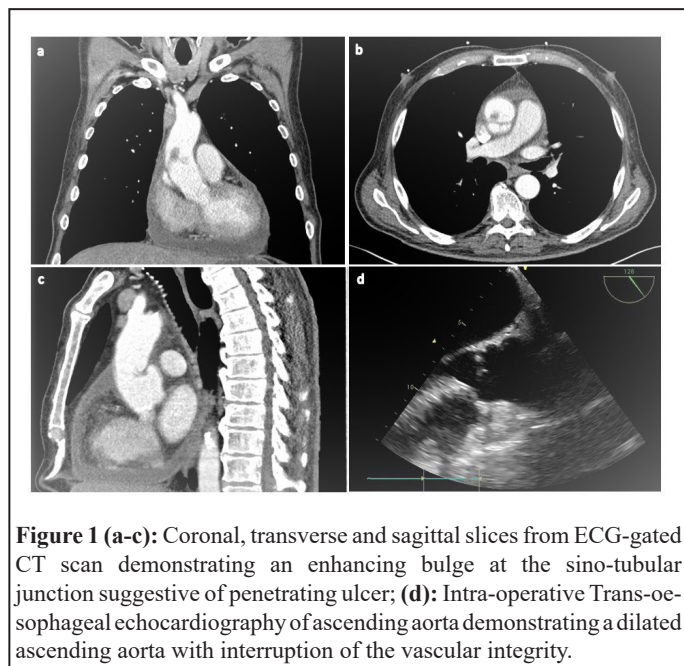 a
b
c
d
128
5
10
Figure 1 (a-c): Coronal, transverse and sagittal slices from ECG-gated
CT scan demonstrating an enhancing bulge at the sino-tubular
junction suggestive of penetrating ulcer; (d): Intra-operative Trans-oe-
sophageal echocardiography of ascending aorta demonstrating a dilated
ascending aorta with interruption of the vascular integrity.